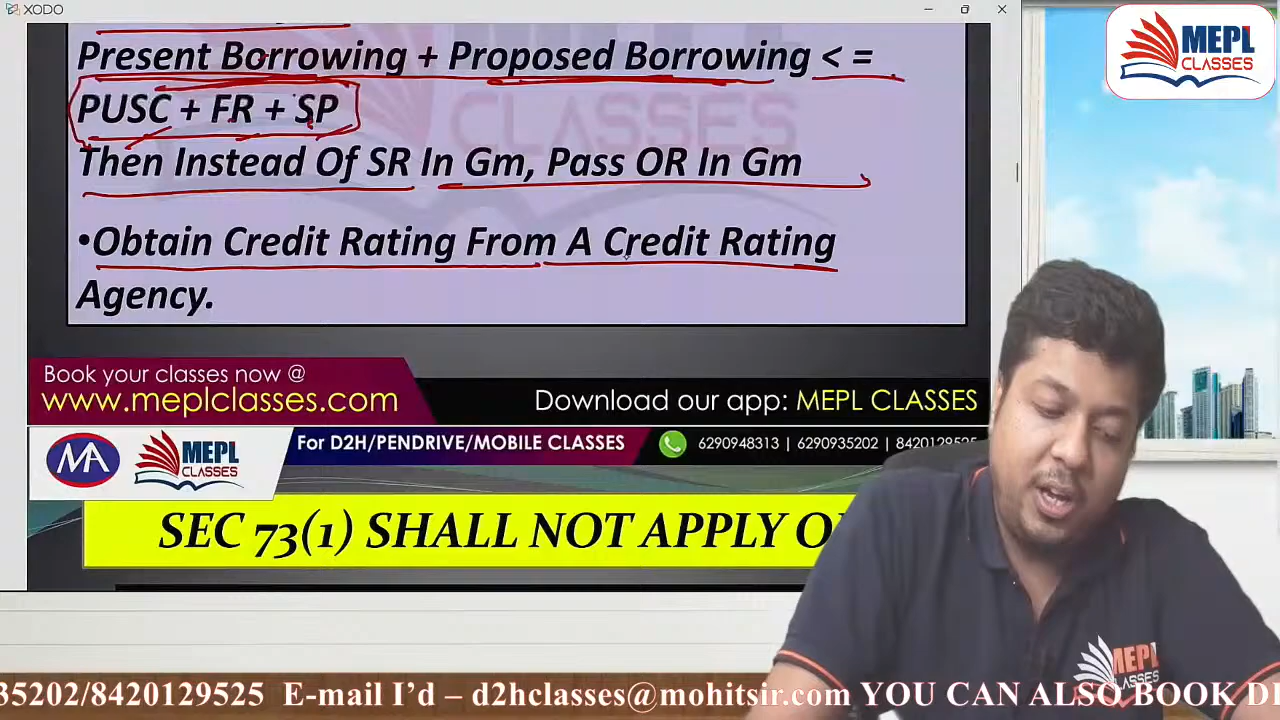 XODO
MEPL
CLASSES
Present Borrowing + Proposed Borrowing < =
PUSC + FR + SP
Then Instead Of SR In Gm, Pass OR In Gm
•Obtain Credit Rating From A Credit Rating
Agency.
CLASSES
Book your classes now @
www.meplclasses.com
Download our app: MEPL CLASSES
MA
MEPL
CLASSES
For D2H/PENDRIVE/MOBILE CLASSES
6290948313 | 6290935202 | 8420129525
SEC 73(1) SHALL NOT APPLY
MEPL
CLASSES
35202/8420129525 E-mail I'd – d2hclasses@mohitsir.com YOU CAN ALSO BOOK